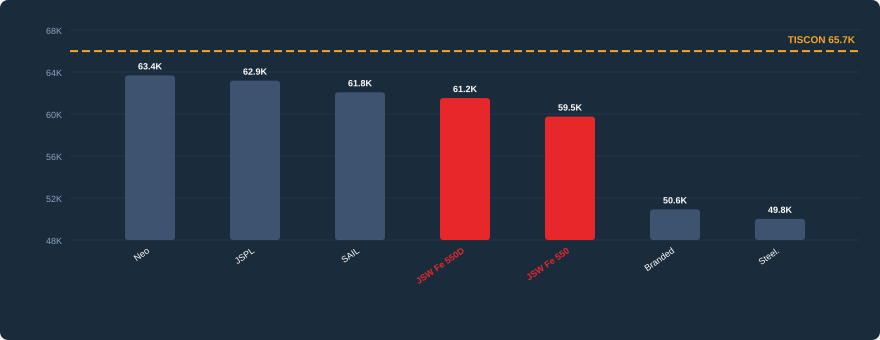 68K
TISCON 65.7K
64K
63.4K
62.9K
61.8K
61.2K
59.5K
60K
56K
52K
50.6K
49.8K
48K
Neo
JSPL
SAIL
JSW Fe 550D
JSW Fe 550
Branded
Steel.